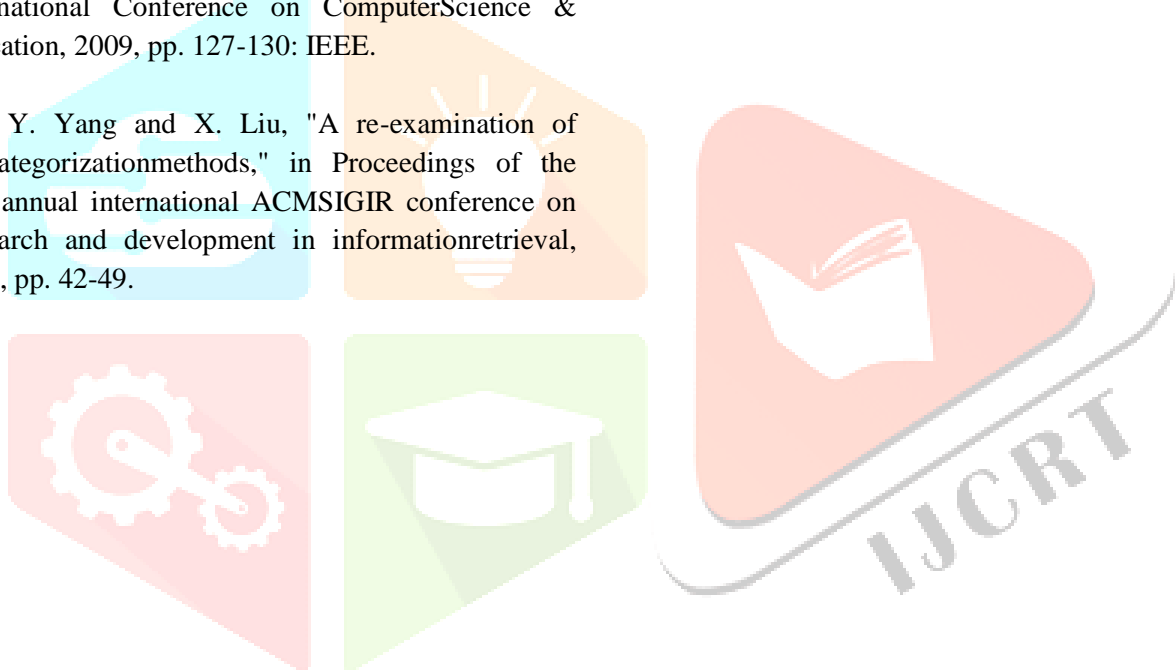 national Conference on ComputerScience &
ation, 2009, pp. 127-130: IEEE.
Y. Yang and X. Liu, "A re-examination of
ategorizationmethods," in Proceedings of the
annual international ACMSIGIR conference on
arch and development in informationretrieval,
, pp. 42-49.
IJCRT